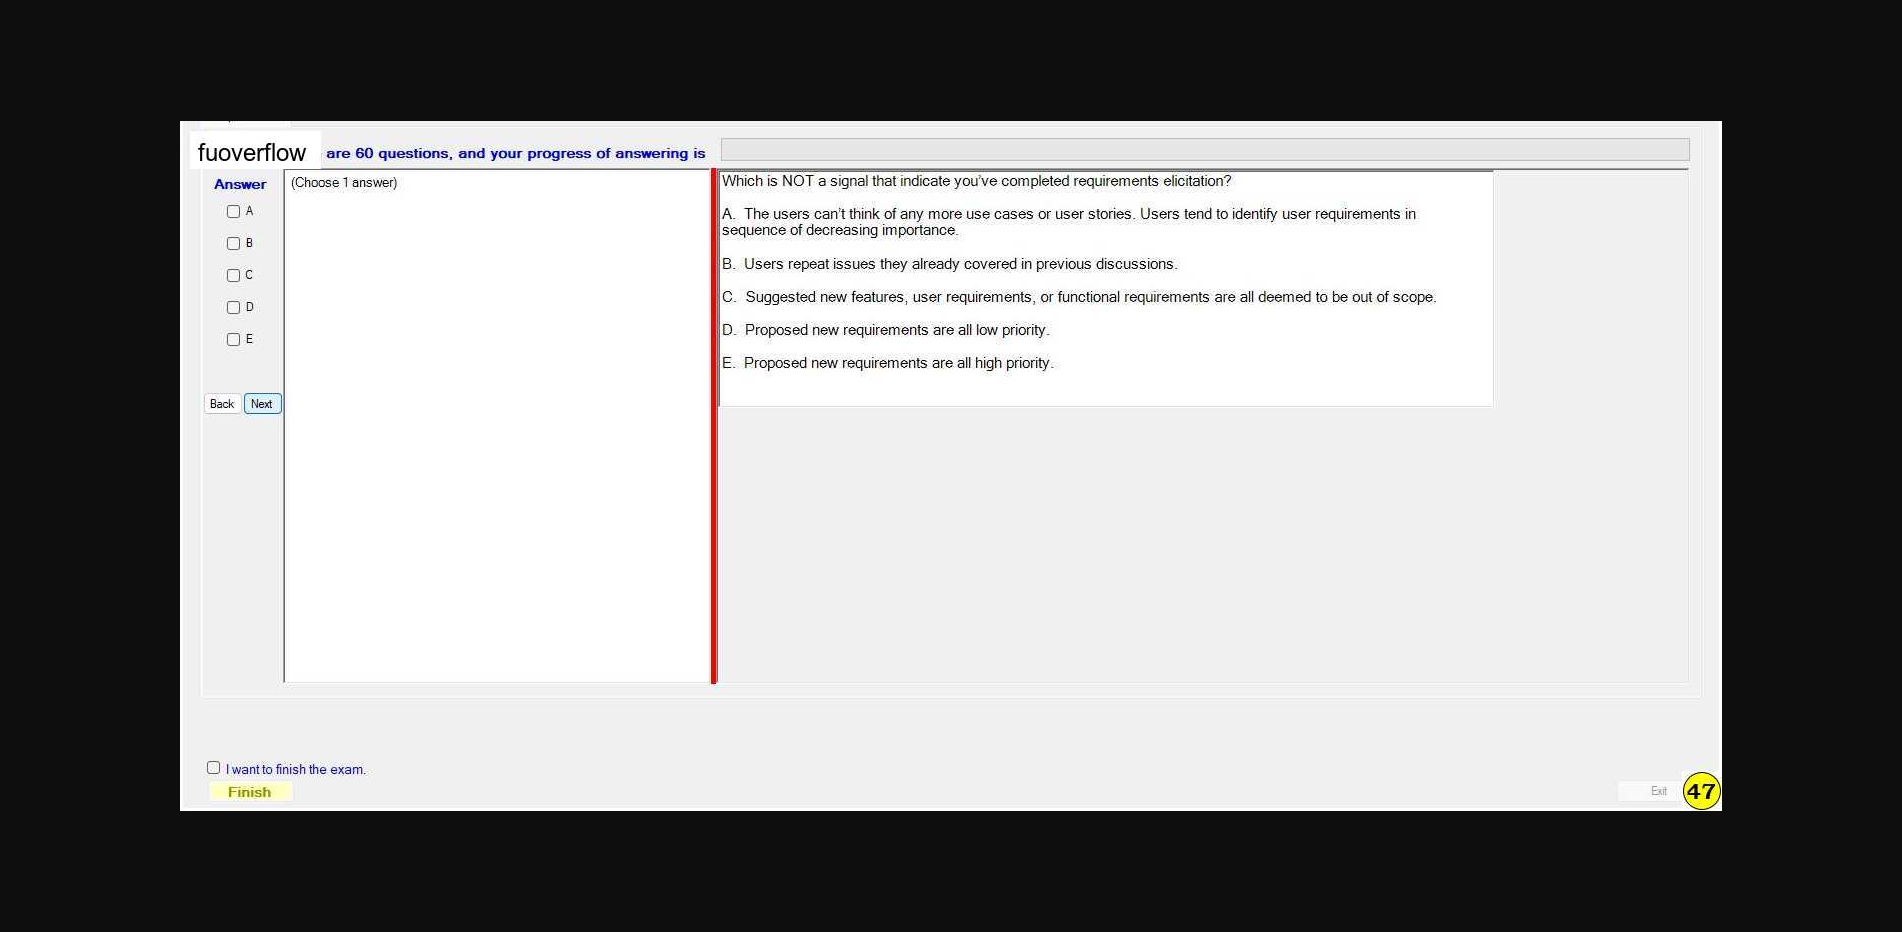 fuoverflow are 60 questions, and your progress of answering is
Answer
A
B
C
D
E
Back Next
(Choose 1 answer)
Which is NOT a signal that indicate you've completed requirements elicitation?
A. The users can't think of any more use cases or user stories. Users tend to identify user requirements in
sequence of decreasing importance.
B. Users repeat issues they already covered in previous discussions.
C. Suggested new features, user requirements, or functional requirements are all deemed to be out of scope.
D. Proposed new requirements are all low priority.
E. Proposed new requirements are all high priority.
I want to finish the exam.
Finish
Exit
47